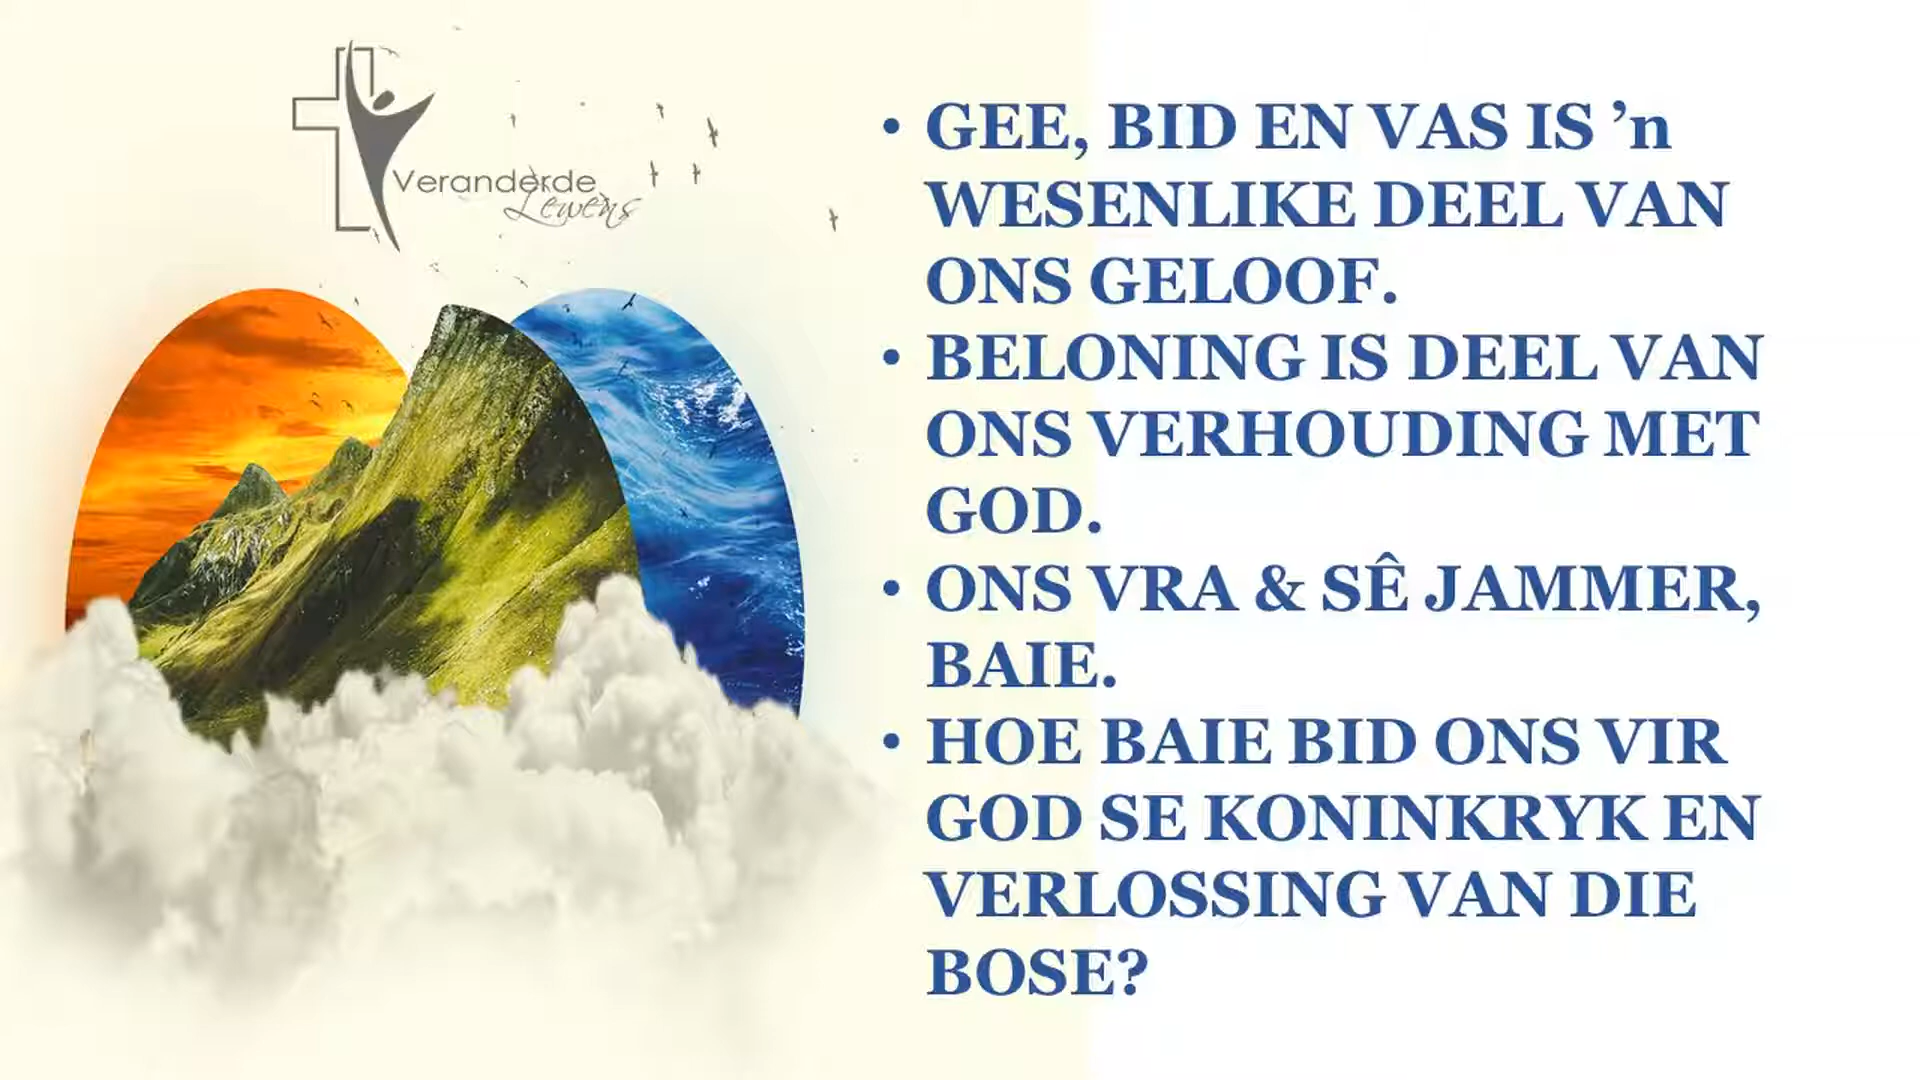 Veranderde
Lewens
• GEE, BID EN VAS IS ’n
WESENLIKE DEEL VAN
ONS GELOOF.
• BELONING IS DEEL VAN
ONS VERHOUDING MET
GOD.
• ONS VRA & SÊ JAMMER,
BAIE.
• HOE BAIE BID ONS VIR
GOD SE KONINKRYK EN
VERLOSSING VAN DIE
BOSE?